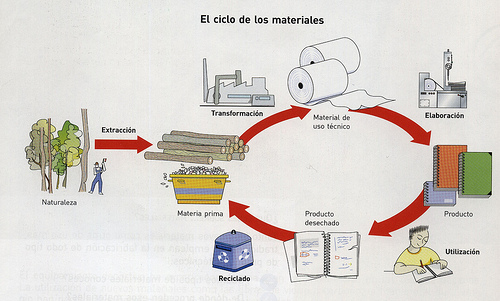 El ciclo de los materiales
Transformación
Material de
uso técnico
Elaboración
Extracción
Naturaleza
Materia prima
Producto
desechado
Producto
Utilización
Reciclado